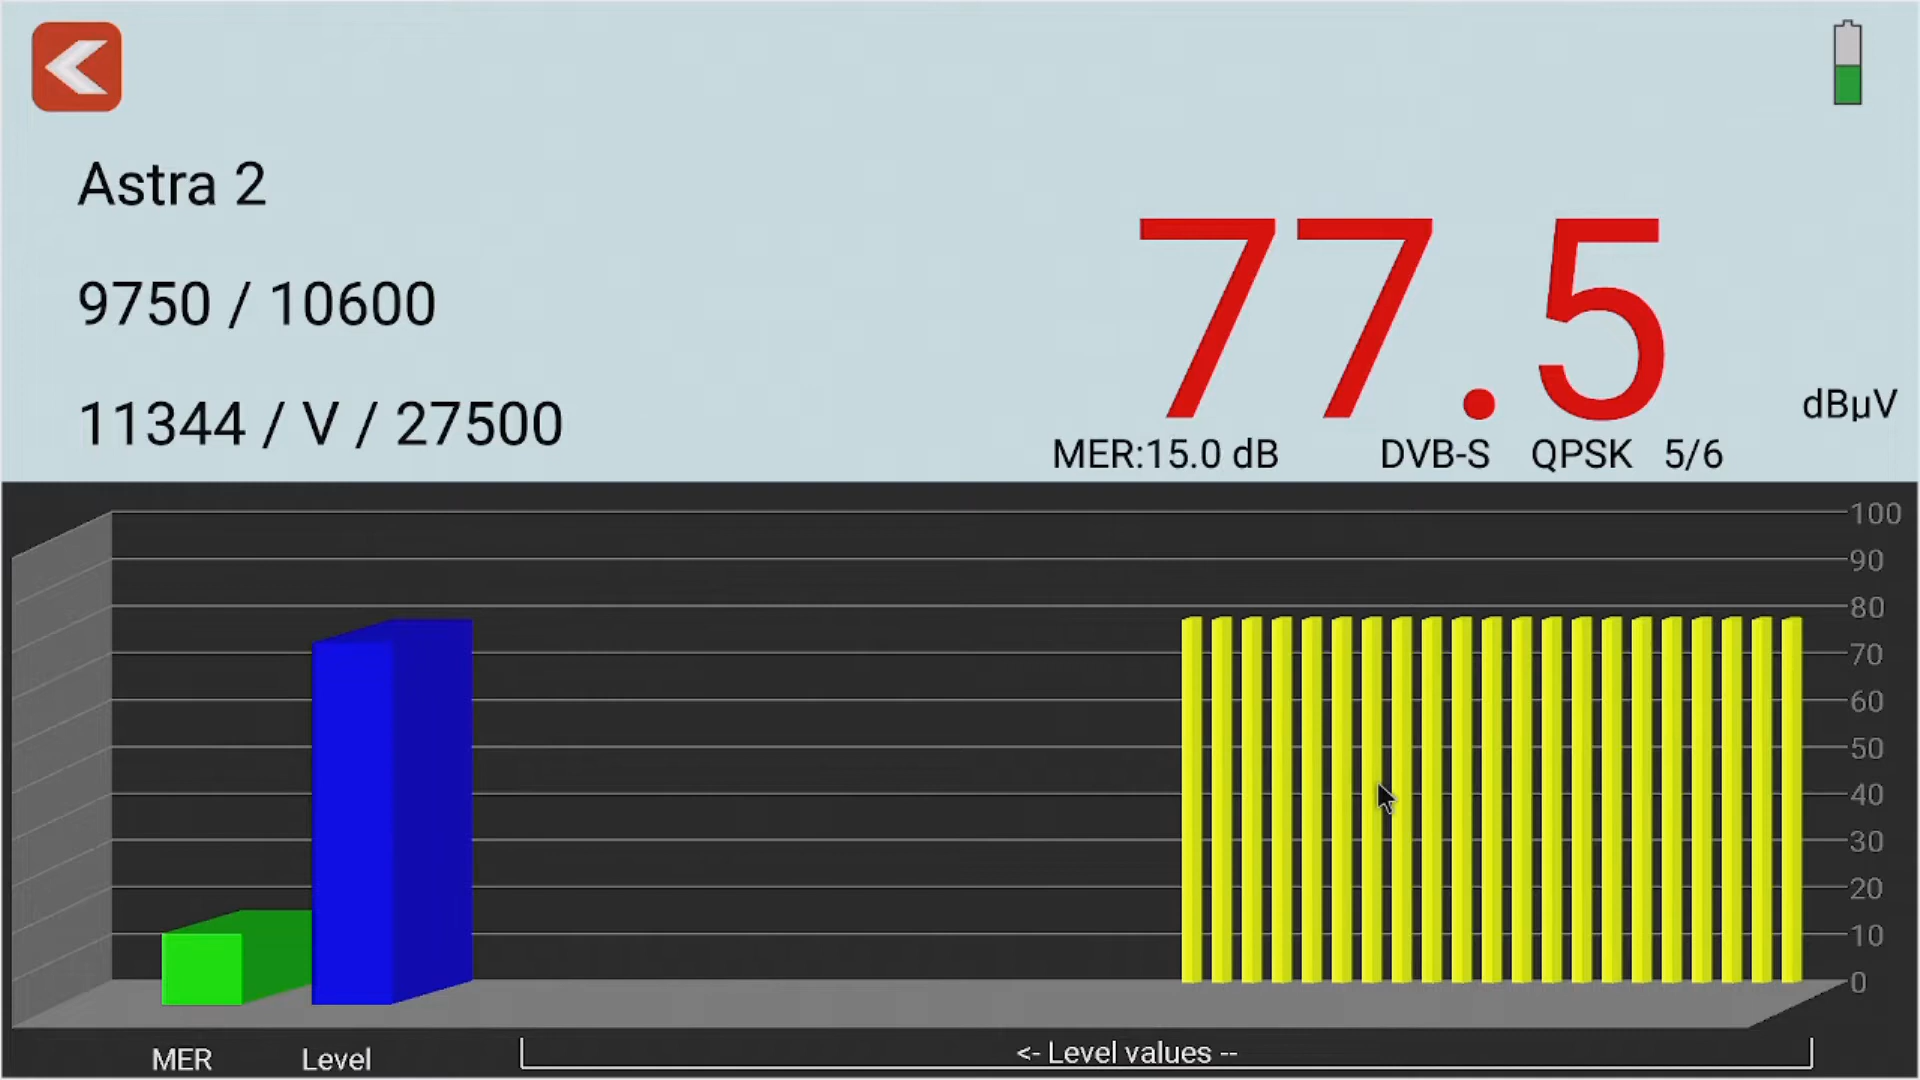 Astra 2
9750 / 10600
11344 / V / 27500
77.5
dBµV
MER:15.0 dB DVB-S QPSK 5/6
100
90
80
70
60
50
40
30
20
10
0
MER Level <- Level values --